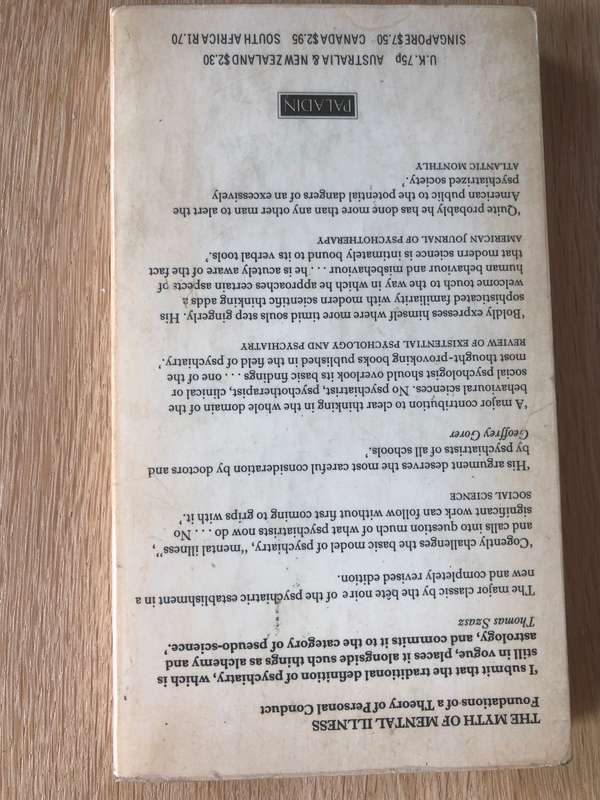 THE MYTH OF MENTAL ILLNESS
Foundations of a Theory of Personal Conduct
'I submit that the traditional definition of psychiatry, which is
still in vogue, places it alongside such things as alchemy and
astrology, and commits it to the category of pseudo-science.'
Thomas Szasz
The major classic by the bête noire of the psychiatric establishment in a
new and completely revised edition.
'Cogently challenges the basic model of psychiatry, "mental illness",
and calls into question much of what psychiatrists now do . . . No
significant work can follow without first coming to grips with it.'
SOCIAL SCIENCE
'His argument deserves the most careful consideration by doctors and
by psychiatrists of all schools.'
Geoffrey Gorer
'A major contribution to clear thinking in the whole domain of the
behavioural sciences. No psychiatrist, psychotherapist, clinical or
social psychologist should overlook its basic findings . . . one of the
most thought-provoking books published in the field of psychiatry.'
REVIEW OF EXISTENTIAL PSYCHOLOGY AND PSYCHIATRY
'Boldly expresses himself where more timid souls step gingerly. His
sophisticated familiarity with modern scientific thinking adds a
welcome touch to the way in which he approaches certain aspects of
human behaviour and misbehaviour . . . he is acutely aware of the fact
that modern science is intimately bound to its verbal tools.'
AMERICAN JOURNAL OF PSYCHOTHERAPY
'Quite probably he has done more than any other man to alert the
American public to the potential dangers of an excessively
psychiatrized society.'
ATLANTIC MONTHLY
PALADIN
U.K. 75p AUSTRALIA & NEW ZEALAND $2.30
SINGAPORE $7.50 CANADA $2.95 SOUTH AFRICA R1.70